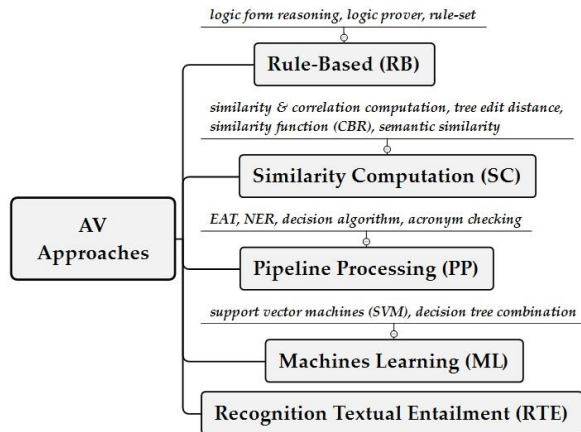 logic form reasoning, logic prover, rule-set
Rule-Based (RB)
similarity & correlation computation, tree edit distance,
similarity function (CBR), semantic similarity
Similarity Computation (SC)
AV
Approaches
EAT, NER, decision algorithm, acronym checking
Pipeline Processing (PP)
support vector machines (SVM), decision tree combination
Machines Learning (ML)
Recognition Textual Entailment (RTE)